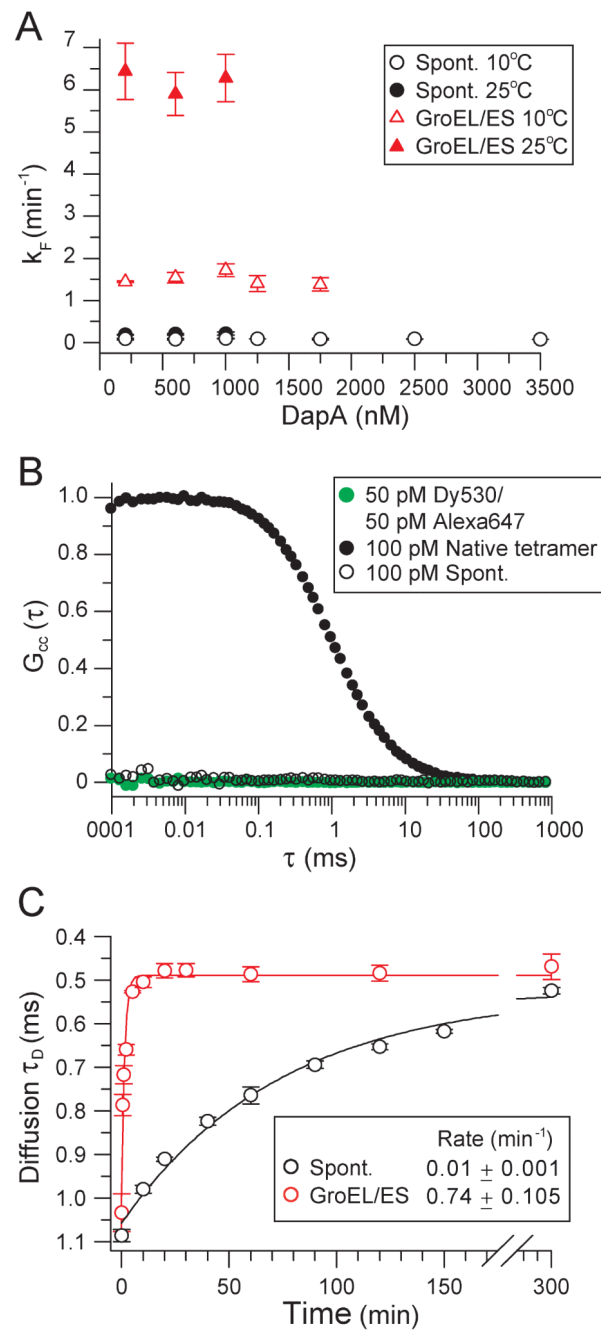 A
7
6
5
4
3
2
1
0
k_F (min⁻¹)
Spont. 10°C
Spont. 25°C
GroEL/ES 10°C
GroEL/ES 25°C
0 500 1000 1500 2000 2500 3000 3500
DapA (nM)
B
1.0
0.8
0.6
0.4
0.2
0
G_cc (τ)
50 pM Dy530/
50 pM Alexa647
100 pM Native tetramer
100 pM Spont.
0001 0.01 0.1 1 10 100 1000
τ (ms)
C
0.4
0.5
0.6
0.7
0.8
0.9
1.0
1.1
Diffusion τ_D (ms)
Rate (min⁻¹)
Spont. 0.01 ± 0.001
GroEL/ES 0.74 ± 0.105
0 50 100 150 300
Time (min)